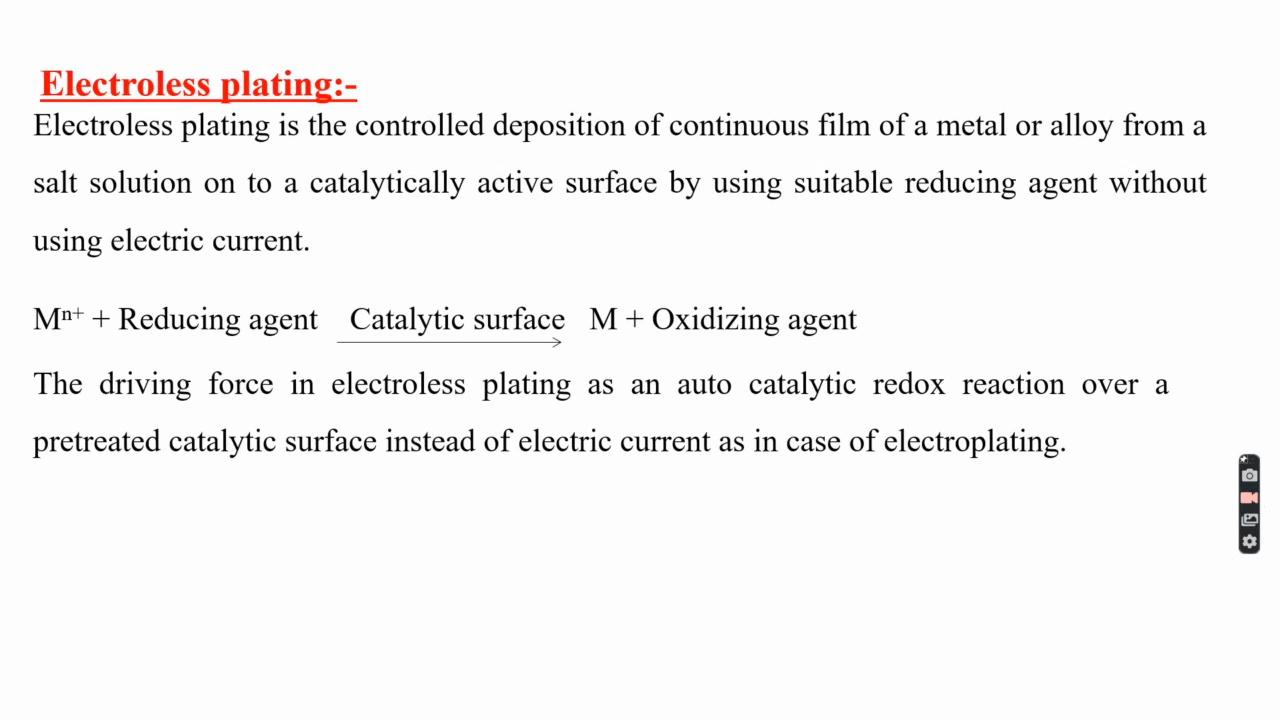 Electroless plating:-
Electroless plating is the controlled deposition of continuous film of a metal or alloy from a
salt solution on to a catalytically active surface by using suitable reducing agent without
using electric current.
Mⁿ⁺ + Reducing agent Catalytic surface M + Oxidizing agent
The driving force in electroless plating as an auto catalytic redox reaction over a
pretreated catalytic surface instead of electric current as in case of electroplating.